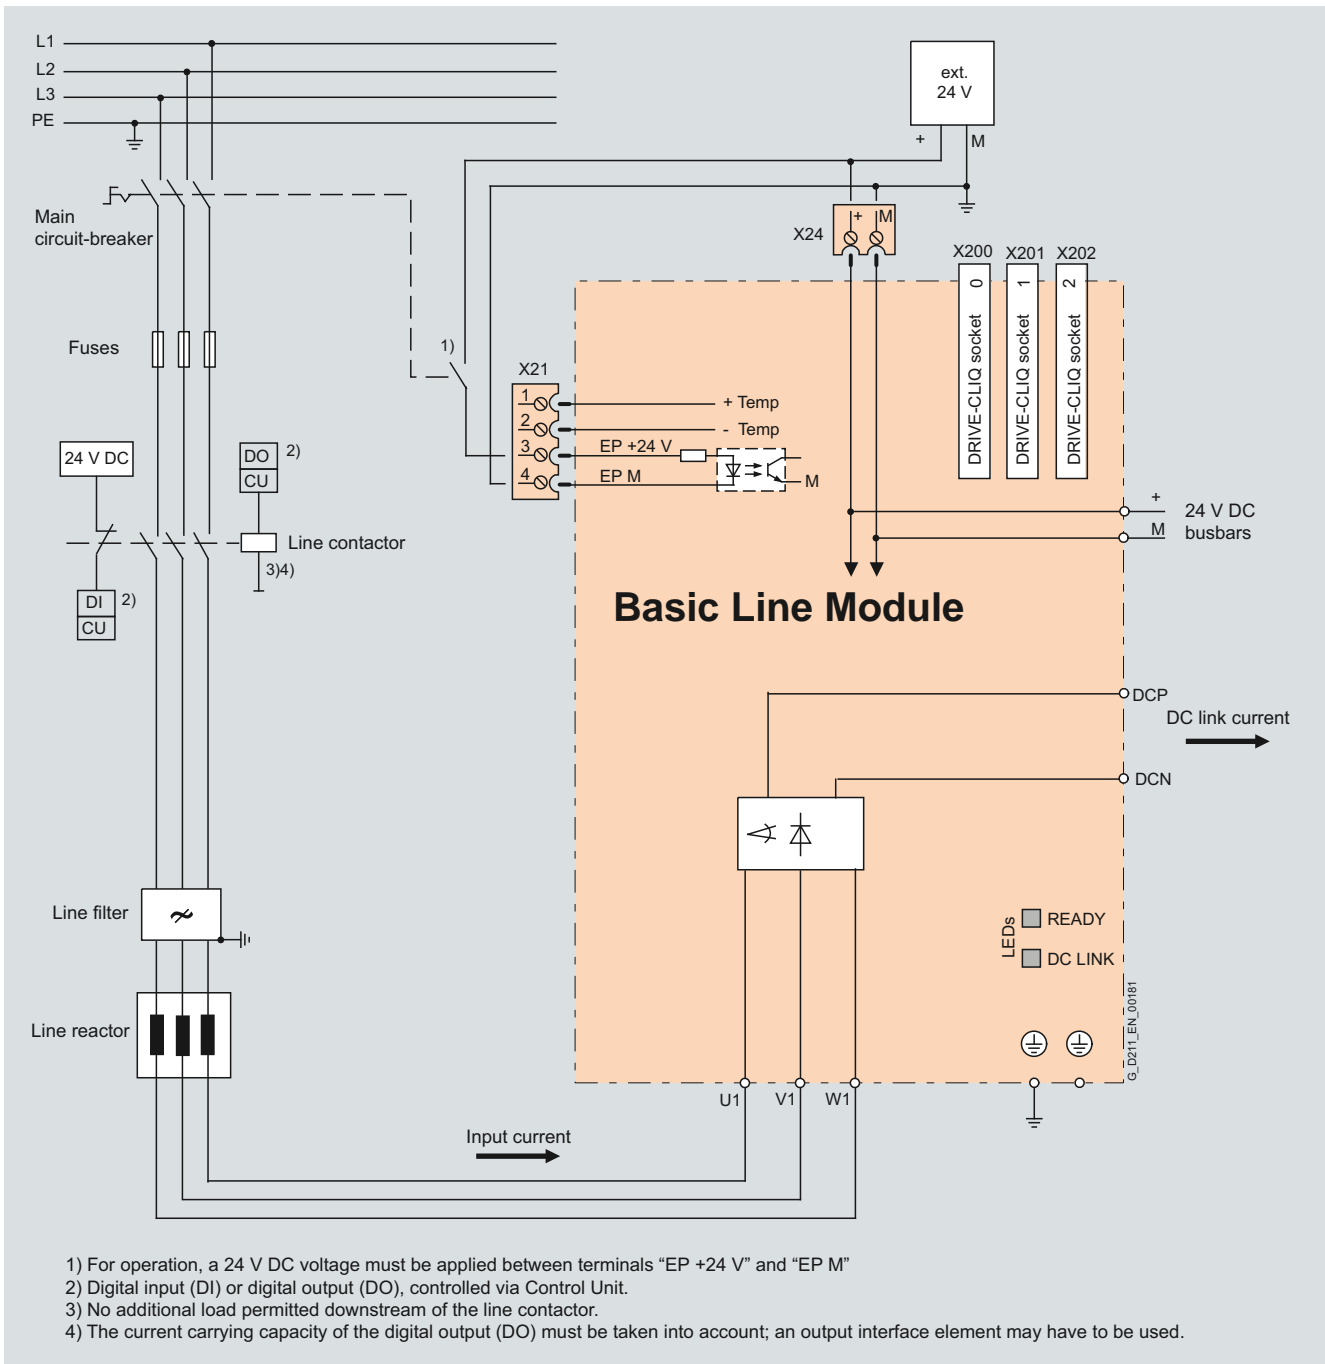 L1
L2
L3
PE
ext.
24 V
+
M
Main
circuit-breaker
X24
+
M
X200
X201
X202
DRIVE-CLIQ socket 0
DRIVE-CLIQ socket 1
DRIVE-CLIQ socket 2
Fuses
1)
X21
1
2
3
4
+ Temp
- Temp
EP +24 V
EP M
M
24 V DC
DO
CU
2)
+
M
24 V DC
busbars
Line contactor
3)4)
DI
CU
2)
Basic Line Module
DCP
DC link current
DCN
Line filter
≁
LEDs
READY
DC LINK
Line reactor
G_D211_EN_00181
U1
V1
W1
Input current
1) For operation, a 24 V DC voltage must be applied between terminals “EP +24 V” and “EP M”
2) Digital input (DI) or digital output (DO), controlled via Control Unit.
3) No additional load permitted downstream of the line contactor.
4) The current carrying capacity of the digital output (DO) must be taken into account; an output interface element may have to be used.